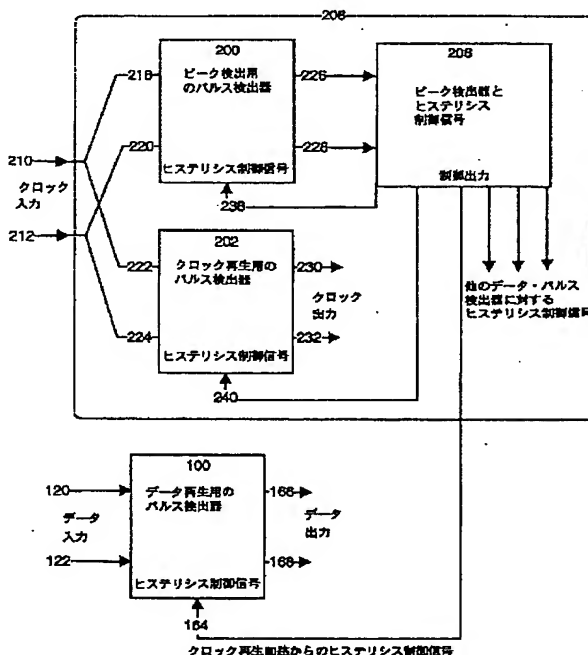 206
200
ピーク検出用
のパルス検出器
ヒステリシス制御信号
218
220
226
228
238
208
ピーク検出器と
ヒステリシス
制御信号
制御出力
210
クロック
入力
212
202
クロック再生用の
パルス検出器
ヒステリシス制御信号
222
224
230
クロック
出力
232
240
他のデータ・パルス
検出器に対する
ヒステリシス制御信号
100
データ再生用の
パルス検出器
ヒステリシス制御信号
120
データ
入力
122
166
データ
出力
168
164
クロック再生回路からのヒステリシス制御信号